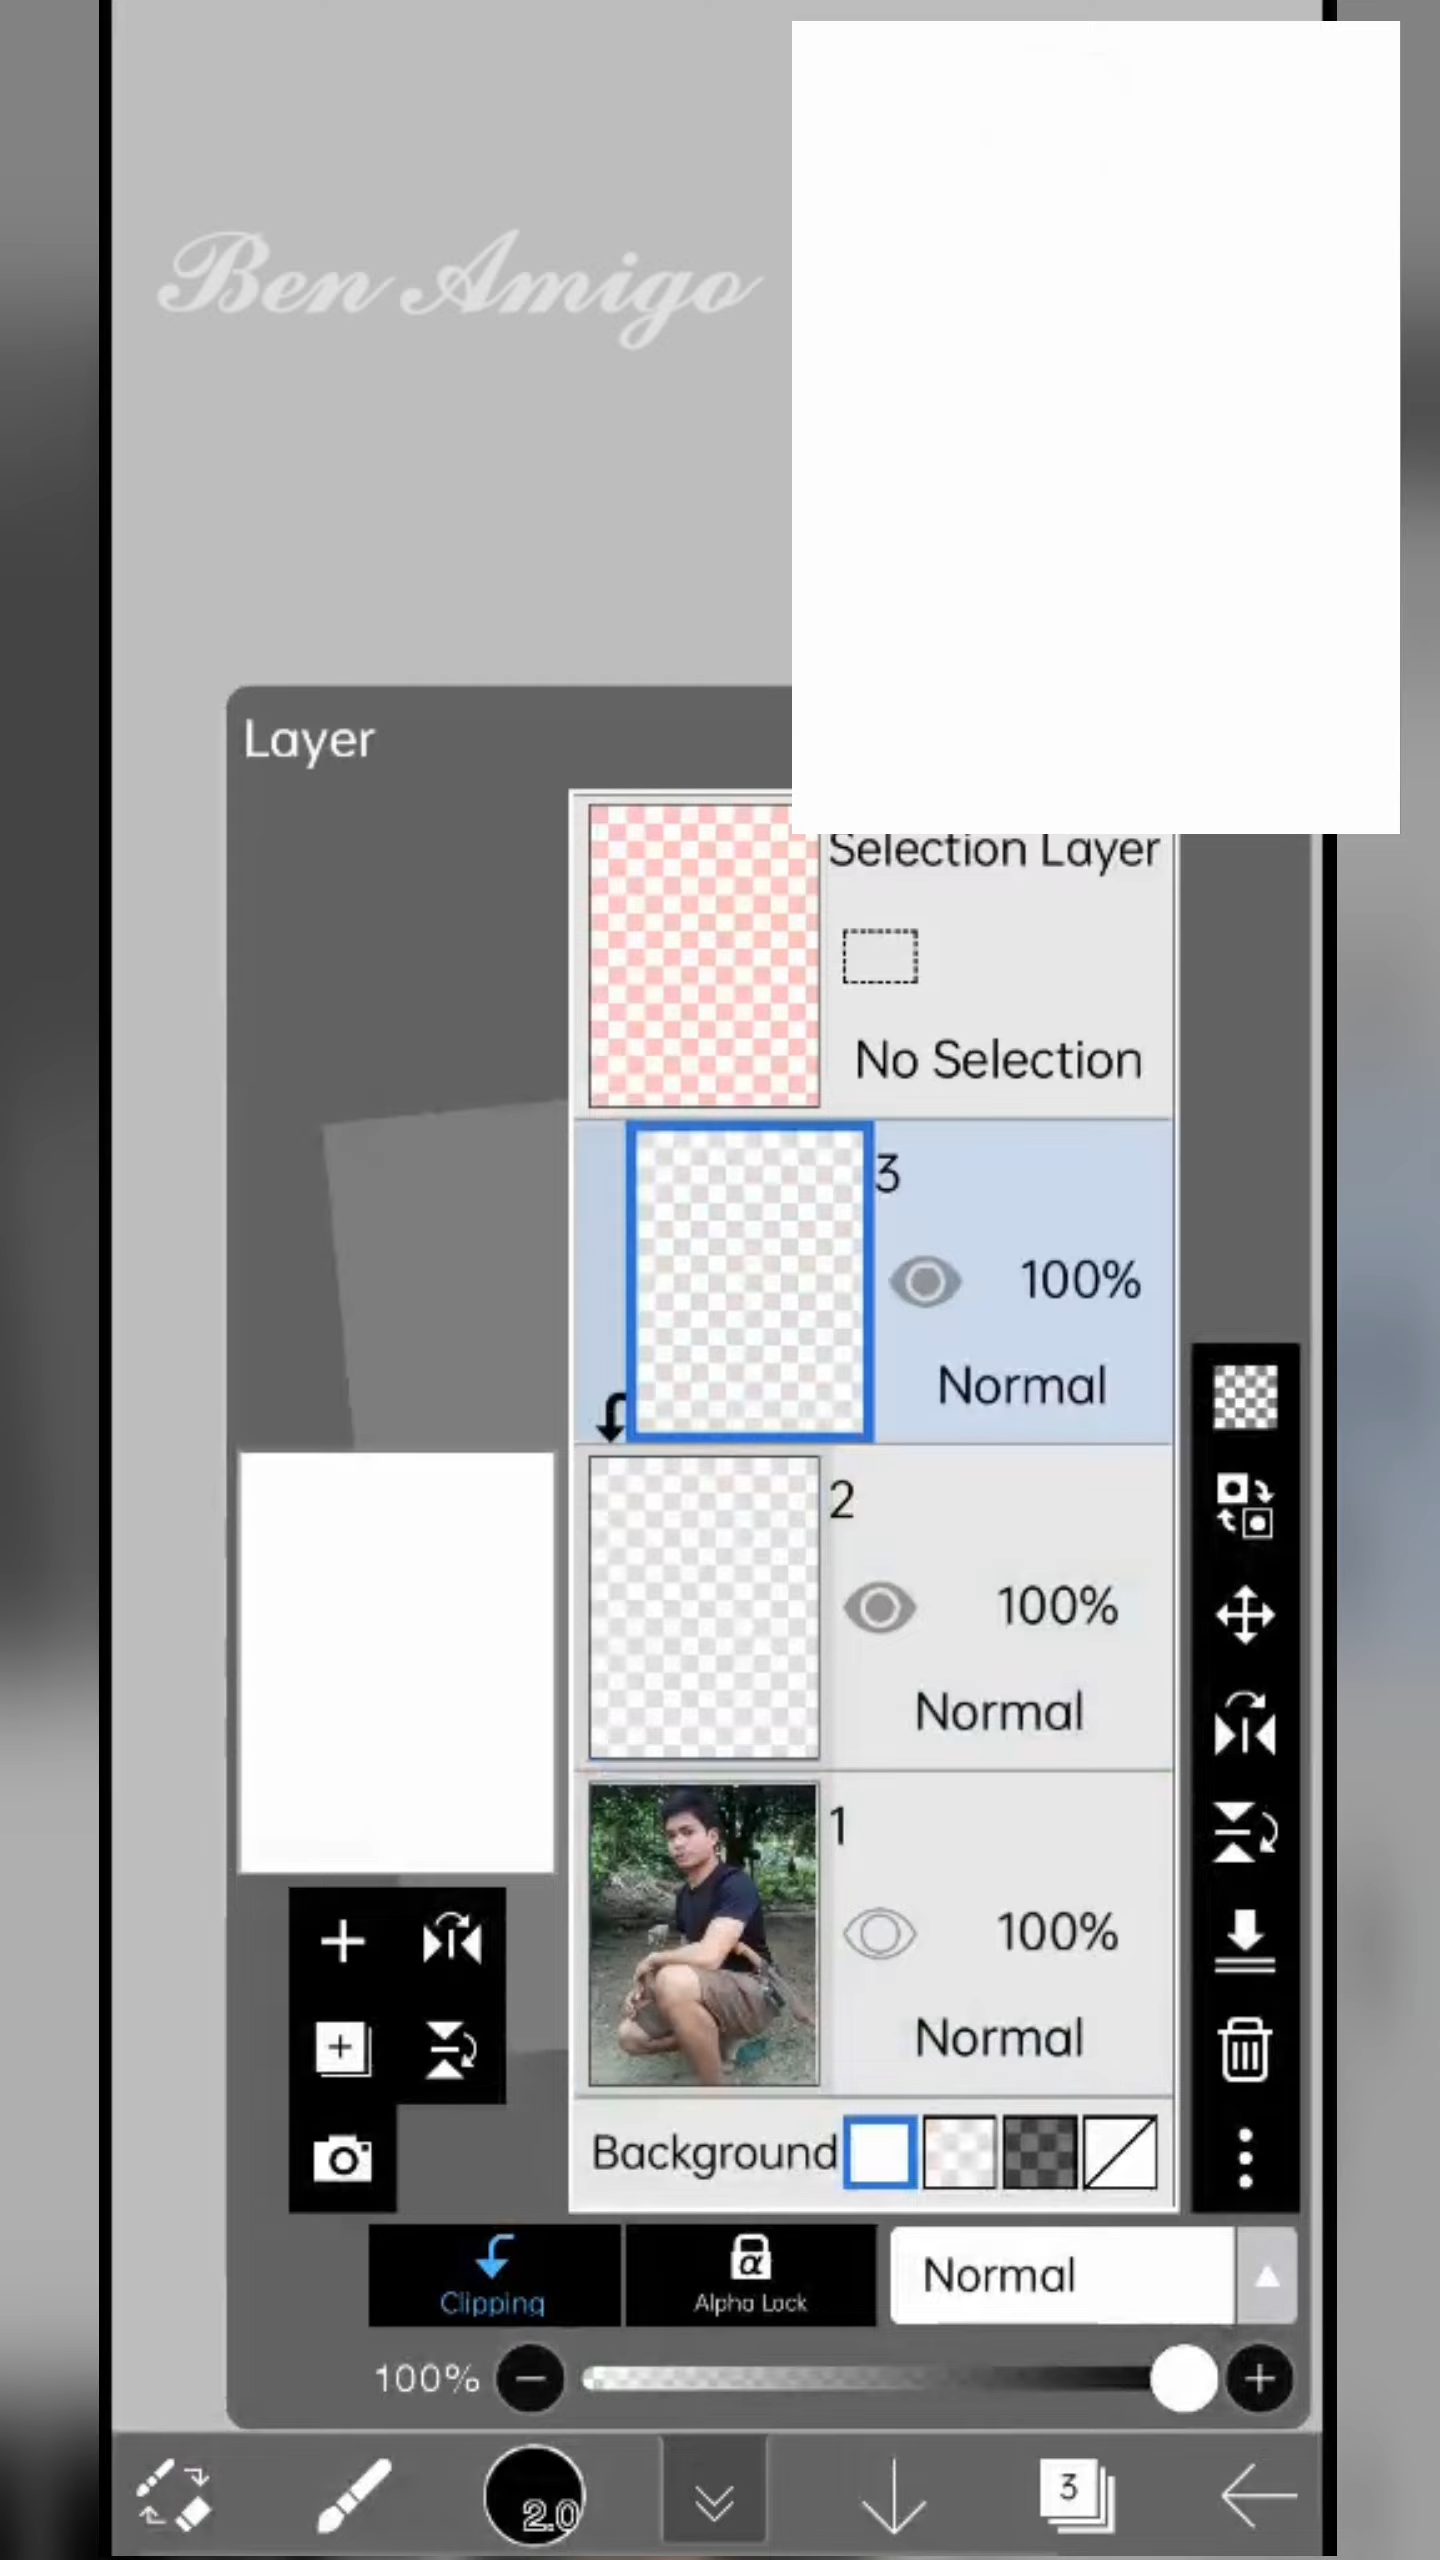 Ben Amigo
Layer
Selection Layer
No Selection
3
100%
Normal
2
100%
Normal
1
100%
Normal
Background
Clipping
α
Alpha Lock
Normal
100%
2.0
3